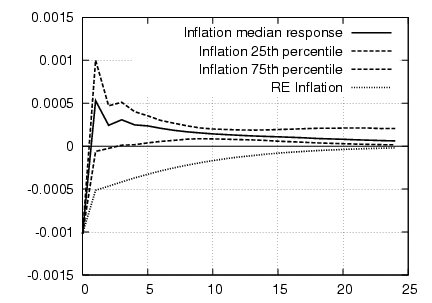 0.0015
Inflation median response
Inflation 25th percentile
0.001
Inflation 75th percentile
RE Inflation
0.0005
0
-0.0005
-0.001
-0.0015
0 5 10 15 20 25